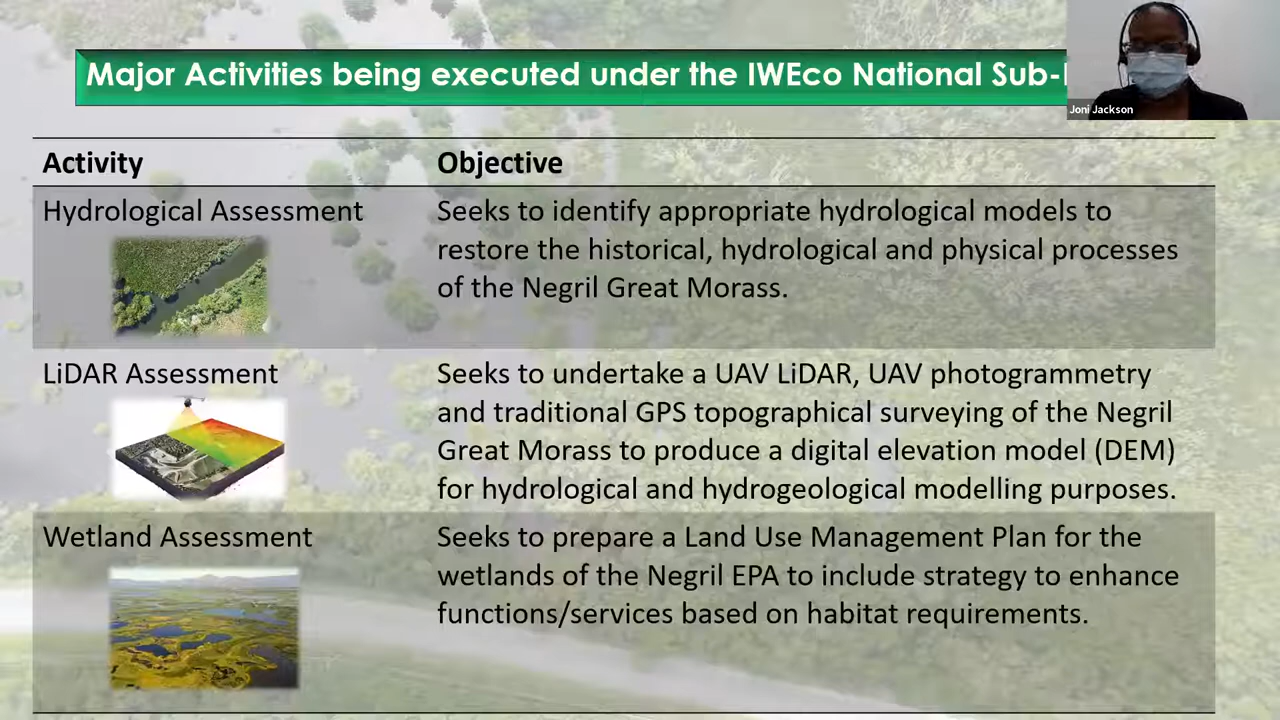 Major Activities being executed under the IWEco National Sub-
Joni Jackson
Activity
Objective
Hydrological Assessment
Seeks to identify appropriate hydrological models to
restore the historical, hydrological and physical processes
of the Negril Great Morass.
LiDAR Assessment
Seeks to undertake a UAV LiDAR, UAV photogrammetry
and traditional GPS topographical surveying of the Negril
Great Morass to produce a digital elevation model (DEM)
for hydrological and hydrogeological modelling purposes.
Wetland Assessment
Seeks to prepare a Land Use Management Plan for the
wetlands of the Negril EPA to include strategy to enhance
functions/services based on habitat requirements.